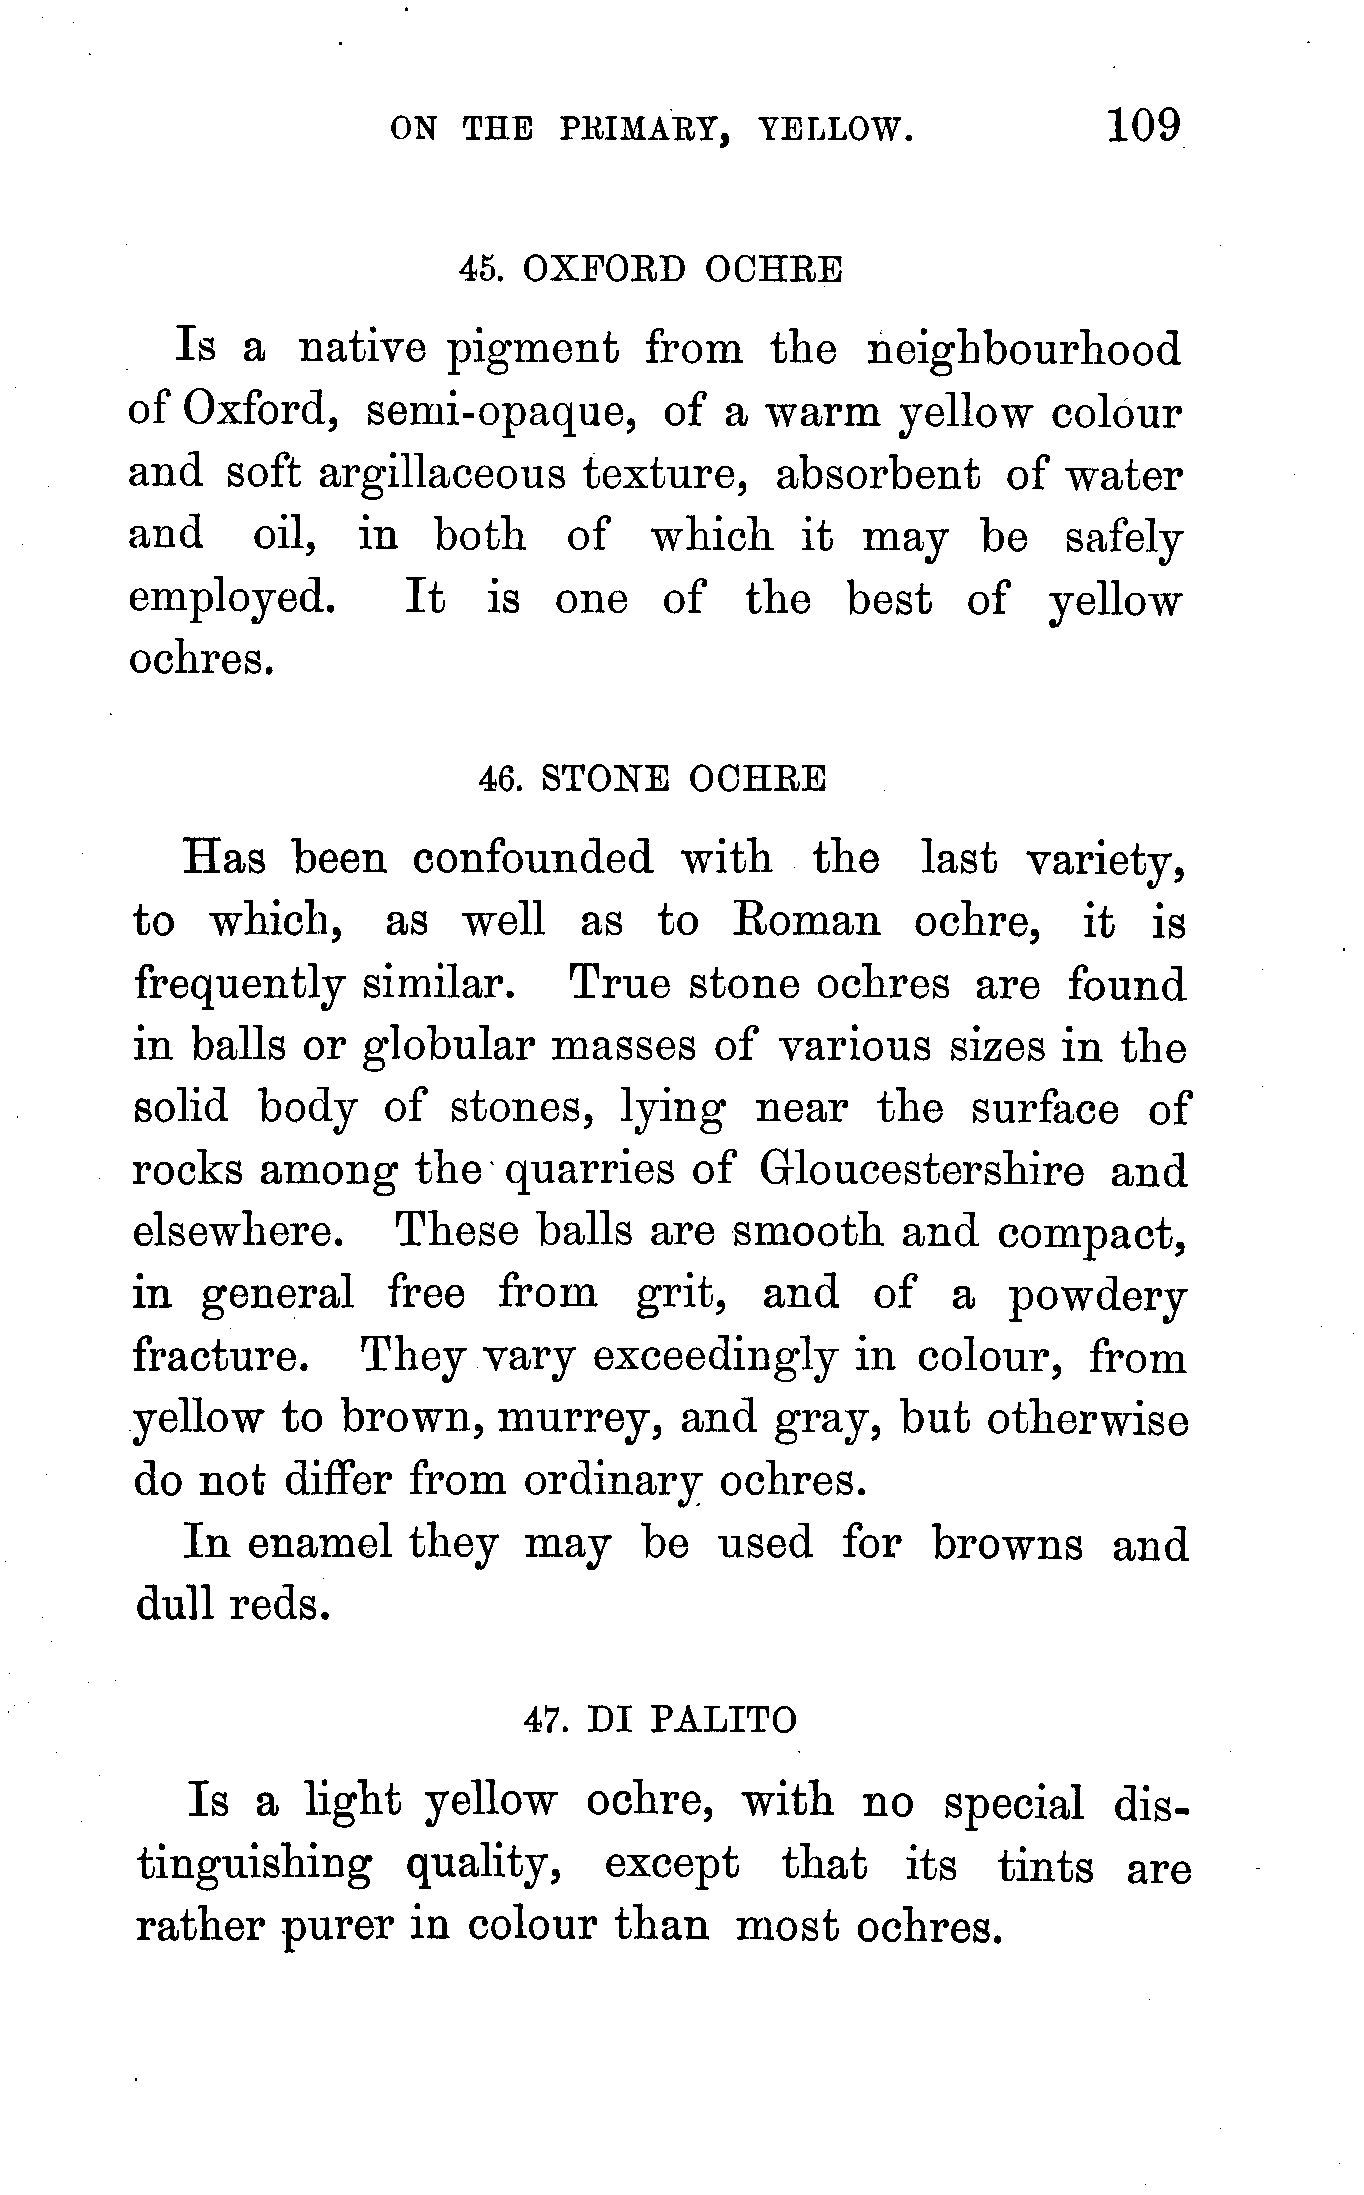 ON THE PRIMARY, YELLOW. 109
45. OXFORD OCHRE
Is a native pigment from the neighbourhood
of Oxford, semi-opaque, of a warm yellow colour
and soft argillaceous texture, absorbent of water
and oil, in both of which it may be safely
employed. It is one of the best of yellow
ochres.
46. STONE OCHRE
Has been confounded with the last variety,
to which, as well as to Roman ochre, it is
frequently similar. True stone ochres are found
in balls or globular masses of various sizes in the
solid body of stones, lying near the surface of
rocks among the quarries of Gloucestershire and
elsewhere. These balls are smooth and compact,
in general free from grit, and of a powdery
fracture. They vary exceedingly in colour, from
yellow to brown, murrey, and gray, but otherwise
do not differ from ordinary ochres.
In enamel they may be used for browns and
dull reds.
47. DI PALITO
Is a light yellow ochre, with no special dis-
tinguishing quality, except that its tints are
rather purer in colour than most ochres.